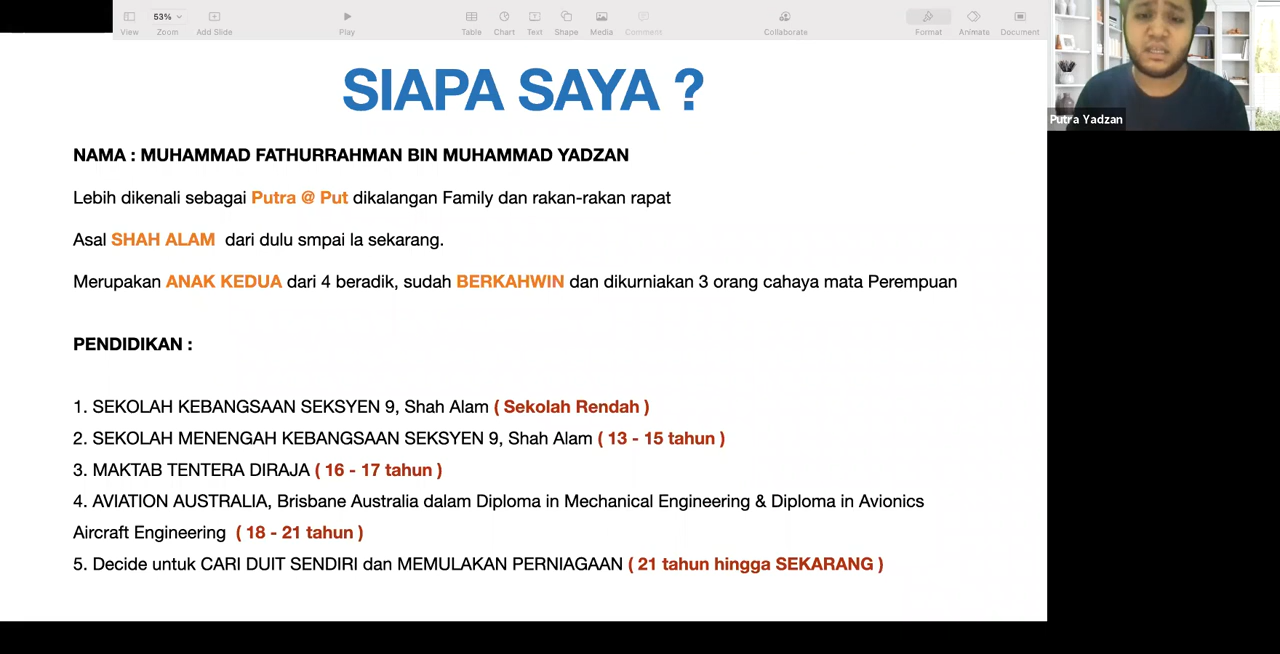 View
53%
Zoom
Add Slide
Play
Table
Chart
Text
Shape
Media
Comment
Collaborate
Format
Animate
Document
Putra Yadzan
SIAPA SAYA ?
NAMA : MUHAMMAD FATHURRAHMAN BIN MUHAMMAD YADZAN
Lebih dikenali sebagai Putra @ Put dikalangan Family dan rakan-rakan rapat
Asal SHAH ALAM dari dulu smpai la sekarang.
Merupakan ANAK KEDUA dari 4 beradik, sudah BERKAHWIN dan dikurniakan 3 orang cahaya mata Perempuan
PENDIDIKAN :
1. SEKOLAH KEBANGSAAN SEKSYEN 9, Shah Alam ( Sekolah Rendah )
2. SEKOLAH MENENGAH KEBANGSAAN SEKSYEN 9, Shah Alam ( 13 - 15 tahun )
3. MAKTAB TENTERA DIRAJA ( 16 - 17 tahun )
4. AVIATION AUSTRALIA, Brisbane Australia dalam Diploma in Mechanical Engineering & Diploma in Avionics
Aircraft Engineering ( 18 - 21 tahun )
5. Decide untuk CARI DUIT SENDIRI dan MEMULAKAN PERNIAGAAN ( 21 tahun hingga SEKARANG )